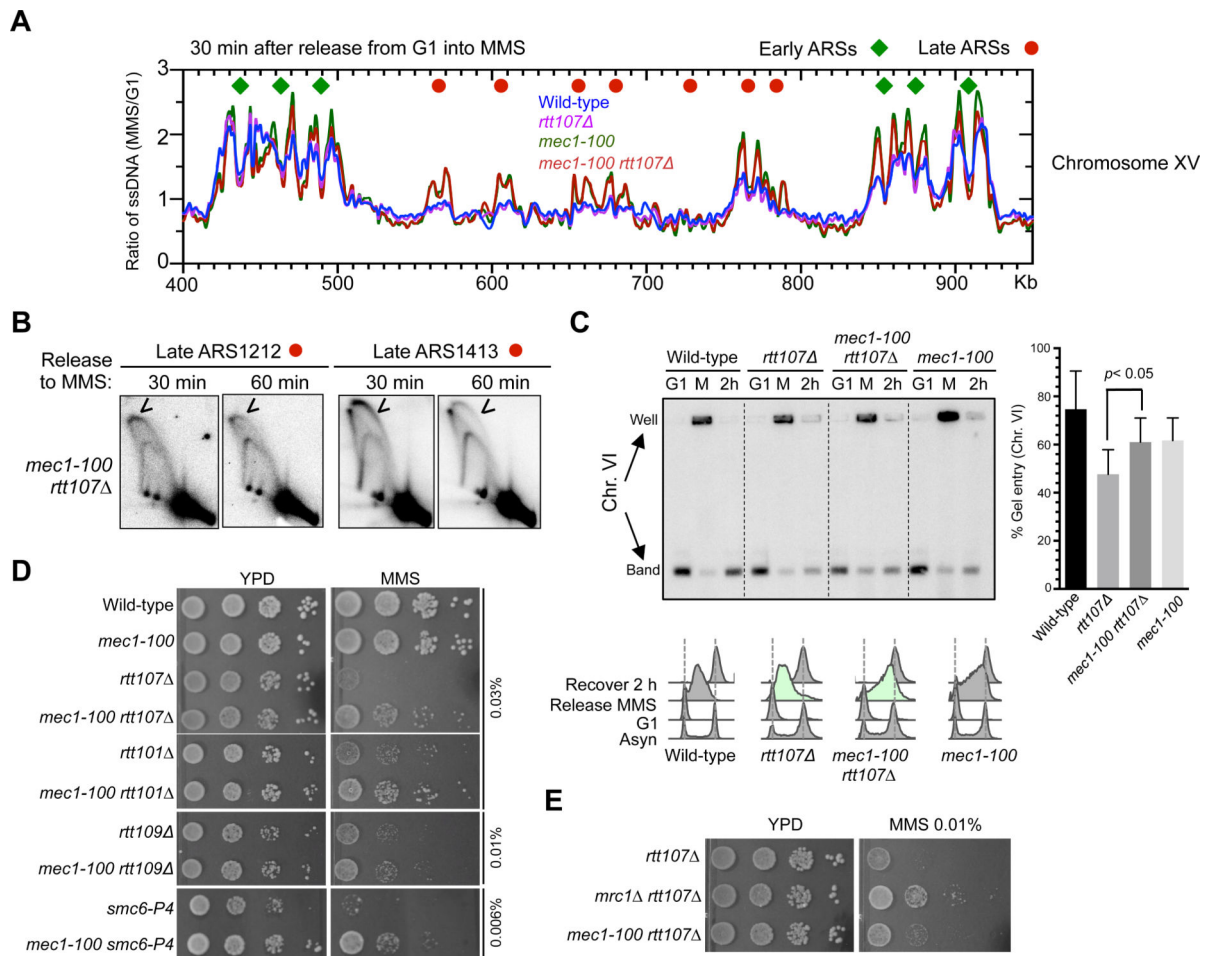 A
30 min after release from G1 into MMS
Early ARSs
Late ARSs
Ratio of ssDNA (MMS/G1)
3
2
1
0
Wild-type
rtt107Δ
mec1-100
mec1-100 rtt107Δ
Chromosome XV
400
500
600
700
800
900
Kb
B
Release to MMS:
Late ARS1212
Late ARS1413
30 min
60 min
30 min
60 min
mec1-100
rtt107Δ
C
Wild-type
rtt107Δ
mec1-100
rtt107Δ
mec1-100
G1 M 2h
G1 M 2h
G1 M 2h
G1 M 2h
Well
Chr. VI
Band
% Gel entry (Chr. VI)
100
80
60
40
20
0
p< 0.05
Wild-type
rtt107Δ
mec1-100 rtt107Δ
mec1-100
Recover 2 h
Release MMS
G1
Asyn
Wild-type
rtt107Δ
mec1-100
rtt107Δ
mec1-100
D
YPD
MMS
Wild-type
mec1-100
rtt107Δ
mec1-100 rtt107Δ
0.03%
rtt101Δ
mec1-100 rtt101Δ
rtt109Δ
mec1-100 rtt109Δ
0.01%
smc6-P4
mec1-100 smc6-P4
0.006%
E
YPD
MMS 0.01%
rtt107Δ
mrc1Δ rtt107Δ
mec1-100 rtt107Δ